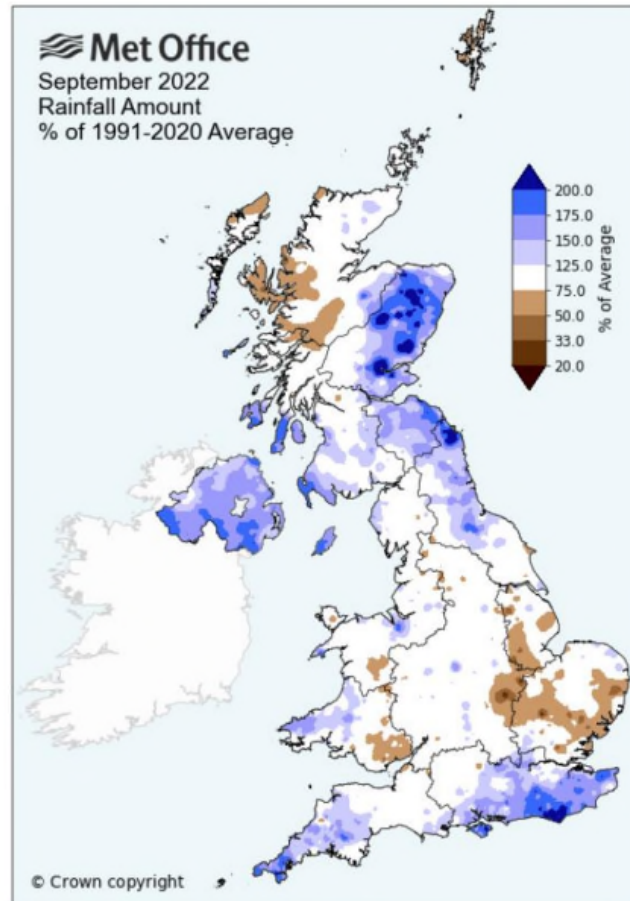 Met Office
September 2022
Rainfall Amount
% of 1991-2020 Average
200.0
175.0
150.0
125.0
75.0
50.0
33.0
20.0
% of Average
© Crown copyright